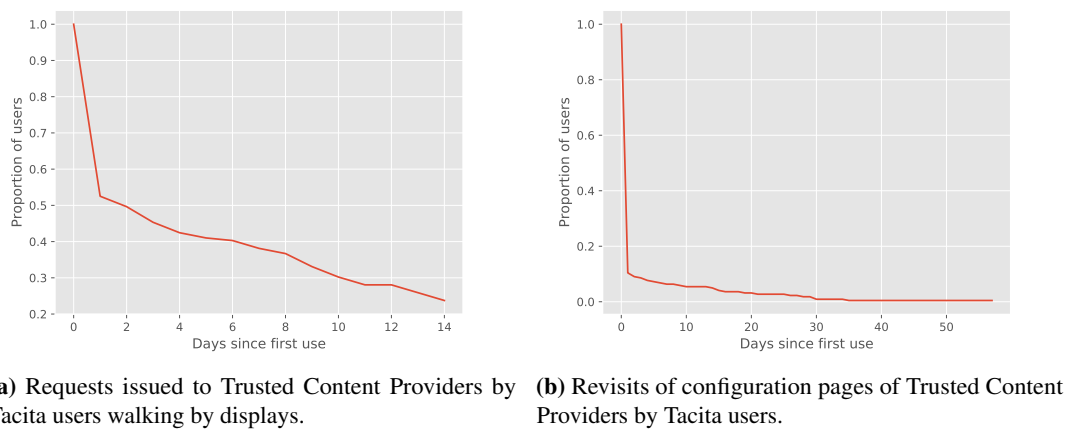 1.0
0.9
0.8
0.7
0.6
0.5
0.4
0.3
0.2
Proportion of users
0 2 4 6 8 10 12 14
Days since first use
1.0
0.8
0.6
0.4
0.2
0.0
Proportion of users
0 10 20 30 40 50
Days since first use
a) Requests issued to Trusted Content Providers by
Tacita users walking by displays.
(b) Revisits of configuration pages of Trusted Content
Providers by Tacita users.